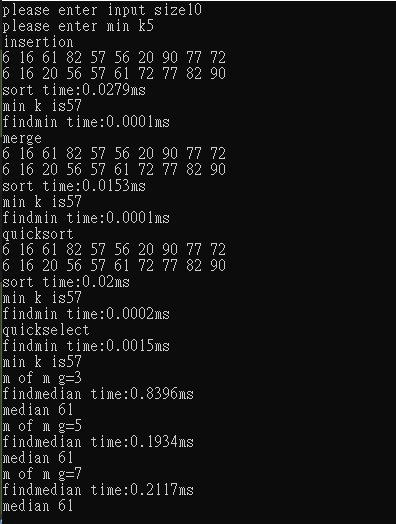 please enter input size10
please enter min k5
insertion
6 16 61 82 57 56 20 90 77 72
6 16 20 56 57 61 72 77 82 90
sort time:0.0279ms
min k is57
findmin time:0.0001ms
merge
6 16 61 82 57 56 20 90 77 72
6 16 20 56 57 61 72 77 82 90
sort time:0.0153ms
min k is57
findmin time:0.0001ms
quicksort
6 16 61 82 57 56 20 90 77 72
6 16 20 56 57 61 72 77 82 90
sort time:0.02ms
min k is57
findmin time:0.0002ms
quickselect
findmin time:0.0015ms
min k is57
m of m g=3
findmedian time:0.8396ms
median 61
m of m g=5
findmedian time:0.1934ms
median 61
m of m g=7
findmedian time:0.2117ms
median 61